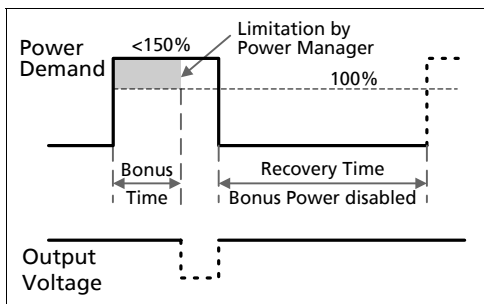 Power
Demand
<150%
Limitation by
Power Manager
100%
Bonus
Time
Recovery Time
Bonus Power disabled
Output
Voltage